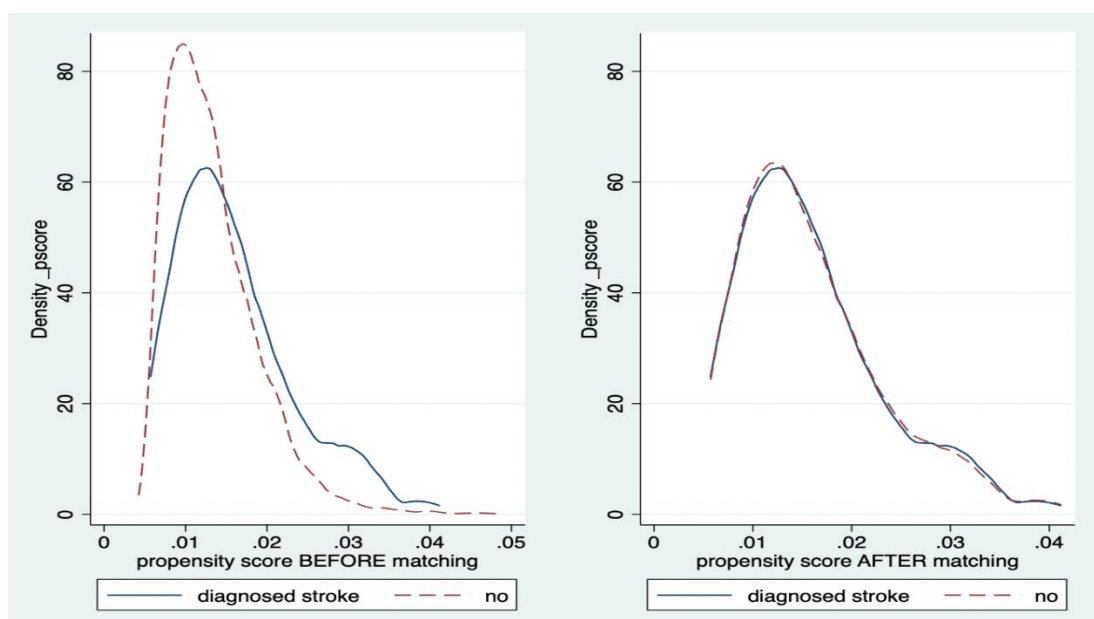 Density _pscore
80
60
40
20
0
0 .01 .02 .03 .04 .05
propensity score BEFORE matching
diagnosed stroke no
Density _pscore
80
60
40
20
0
0 .01 .02 .03 .04
propensity score AFTER matching
diagnosed stroke no